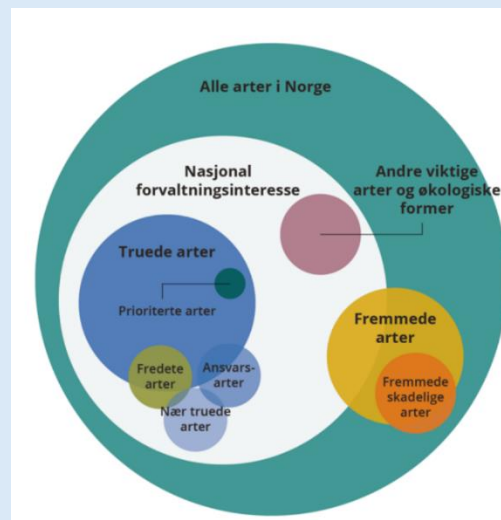 Alle arter i Norge
Nasjonal
forvaltningsinteresse
Andre viktige
arter og økologiske
former
Truede arter
Prioriterte arter
Fremmede
arter
Fredete
arter
Ansvars-
arter
Fremmede
skadelige
arter
Nær truede
arter